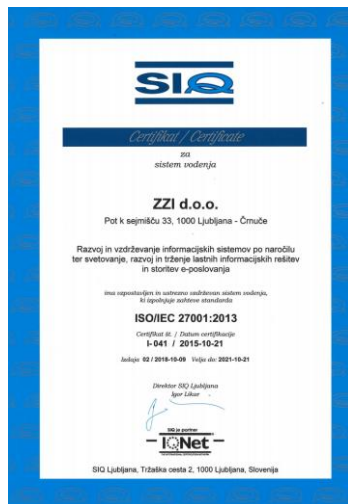 SIQ
Certifikat / Certificate
za
sistem vodenja
ZZI d.o.o.
Pot k sejmišču 33, 1000 Ljubljana - Črnuče
Razvoj in vzdrževanje informacijskih sistemov po naročilu
ter svetovanje, razvoj in trženje lastnih informacijskih rešitev
in storitev e-poslovanja
ima vzpostavljen in ustrezno vzdrževan sistem vodenja,
ki izpolnjuje zahteve standarda
ISO/IEC 27001:2013
Certifikat št. / Datum certifikacije
I-041 / 2015-10-21
Izdaja: 02 / 2018-10-09 Velja do: 2021-10-21
Direktor SIQ Ljubljana
Igor Likar
SIQ je partner
IQNet
SIQ Ljubljana, Tržaška cesta 2, 1000 Ljubljana, Slovenija